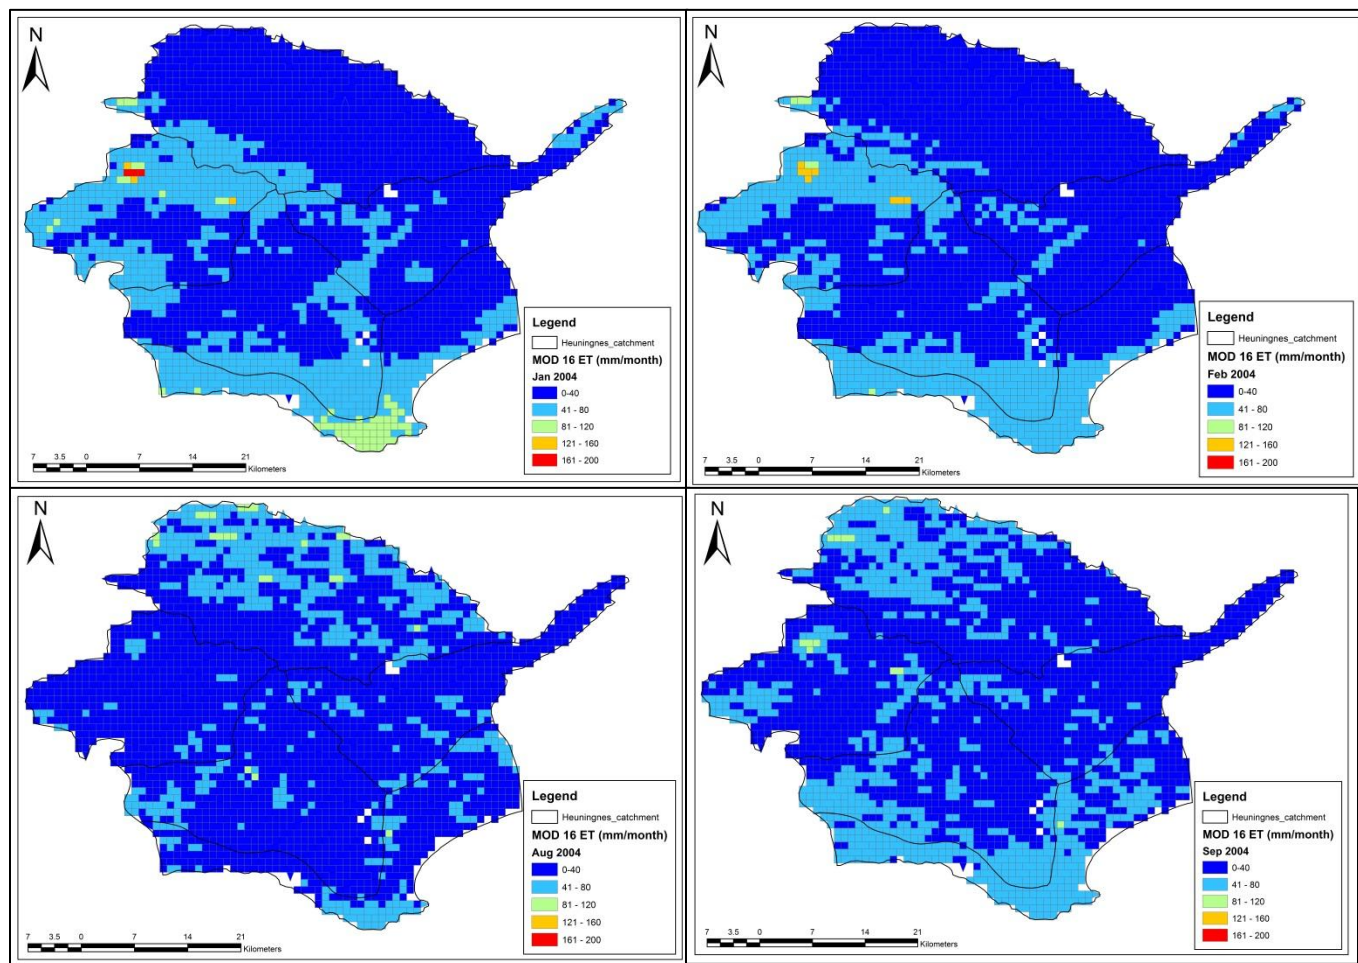 N
Legend
Heuningnes_catchment
MOD 16 ET (mm/month)
Jan 2004
0-40
41 - 80
81 - 120
121 - 160
161 - 200
7 3.5 0 7 14 21
Kilometers
N
Legend
Heuningnes_catchment
MOD 16 ET (mm/month)
Feb 2004
0-40
41 - 80
81 - 120
121 - 160
161 - 200
7 3.5 0 7 14 21
Kilometers
N
Legend
Heuningnes_catchment
MOD 16 ET (mm/month)
Aug 2004
0-40
41 - 80
81 - 120
121 - 160
161 - 200
7 3.5 0 7 14 21
Kilometers
N
Legend
Heuningnes_catchment
MOD 16 ET (mm/month)
Sep 2004
0-40
41 - 80
81 - 120
121 - 160
161 - 200
7 3.5 0 7 14 21
Kilometers